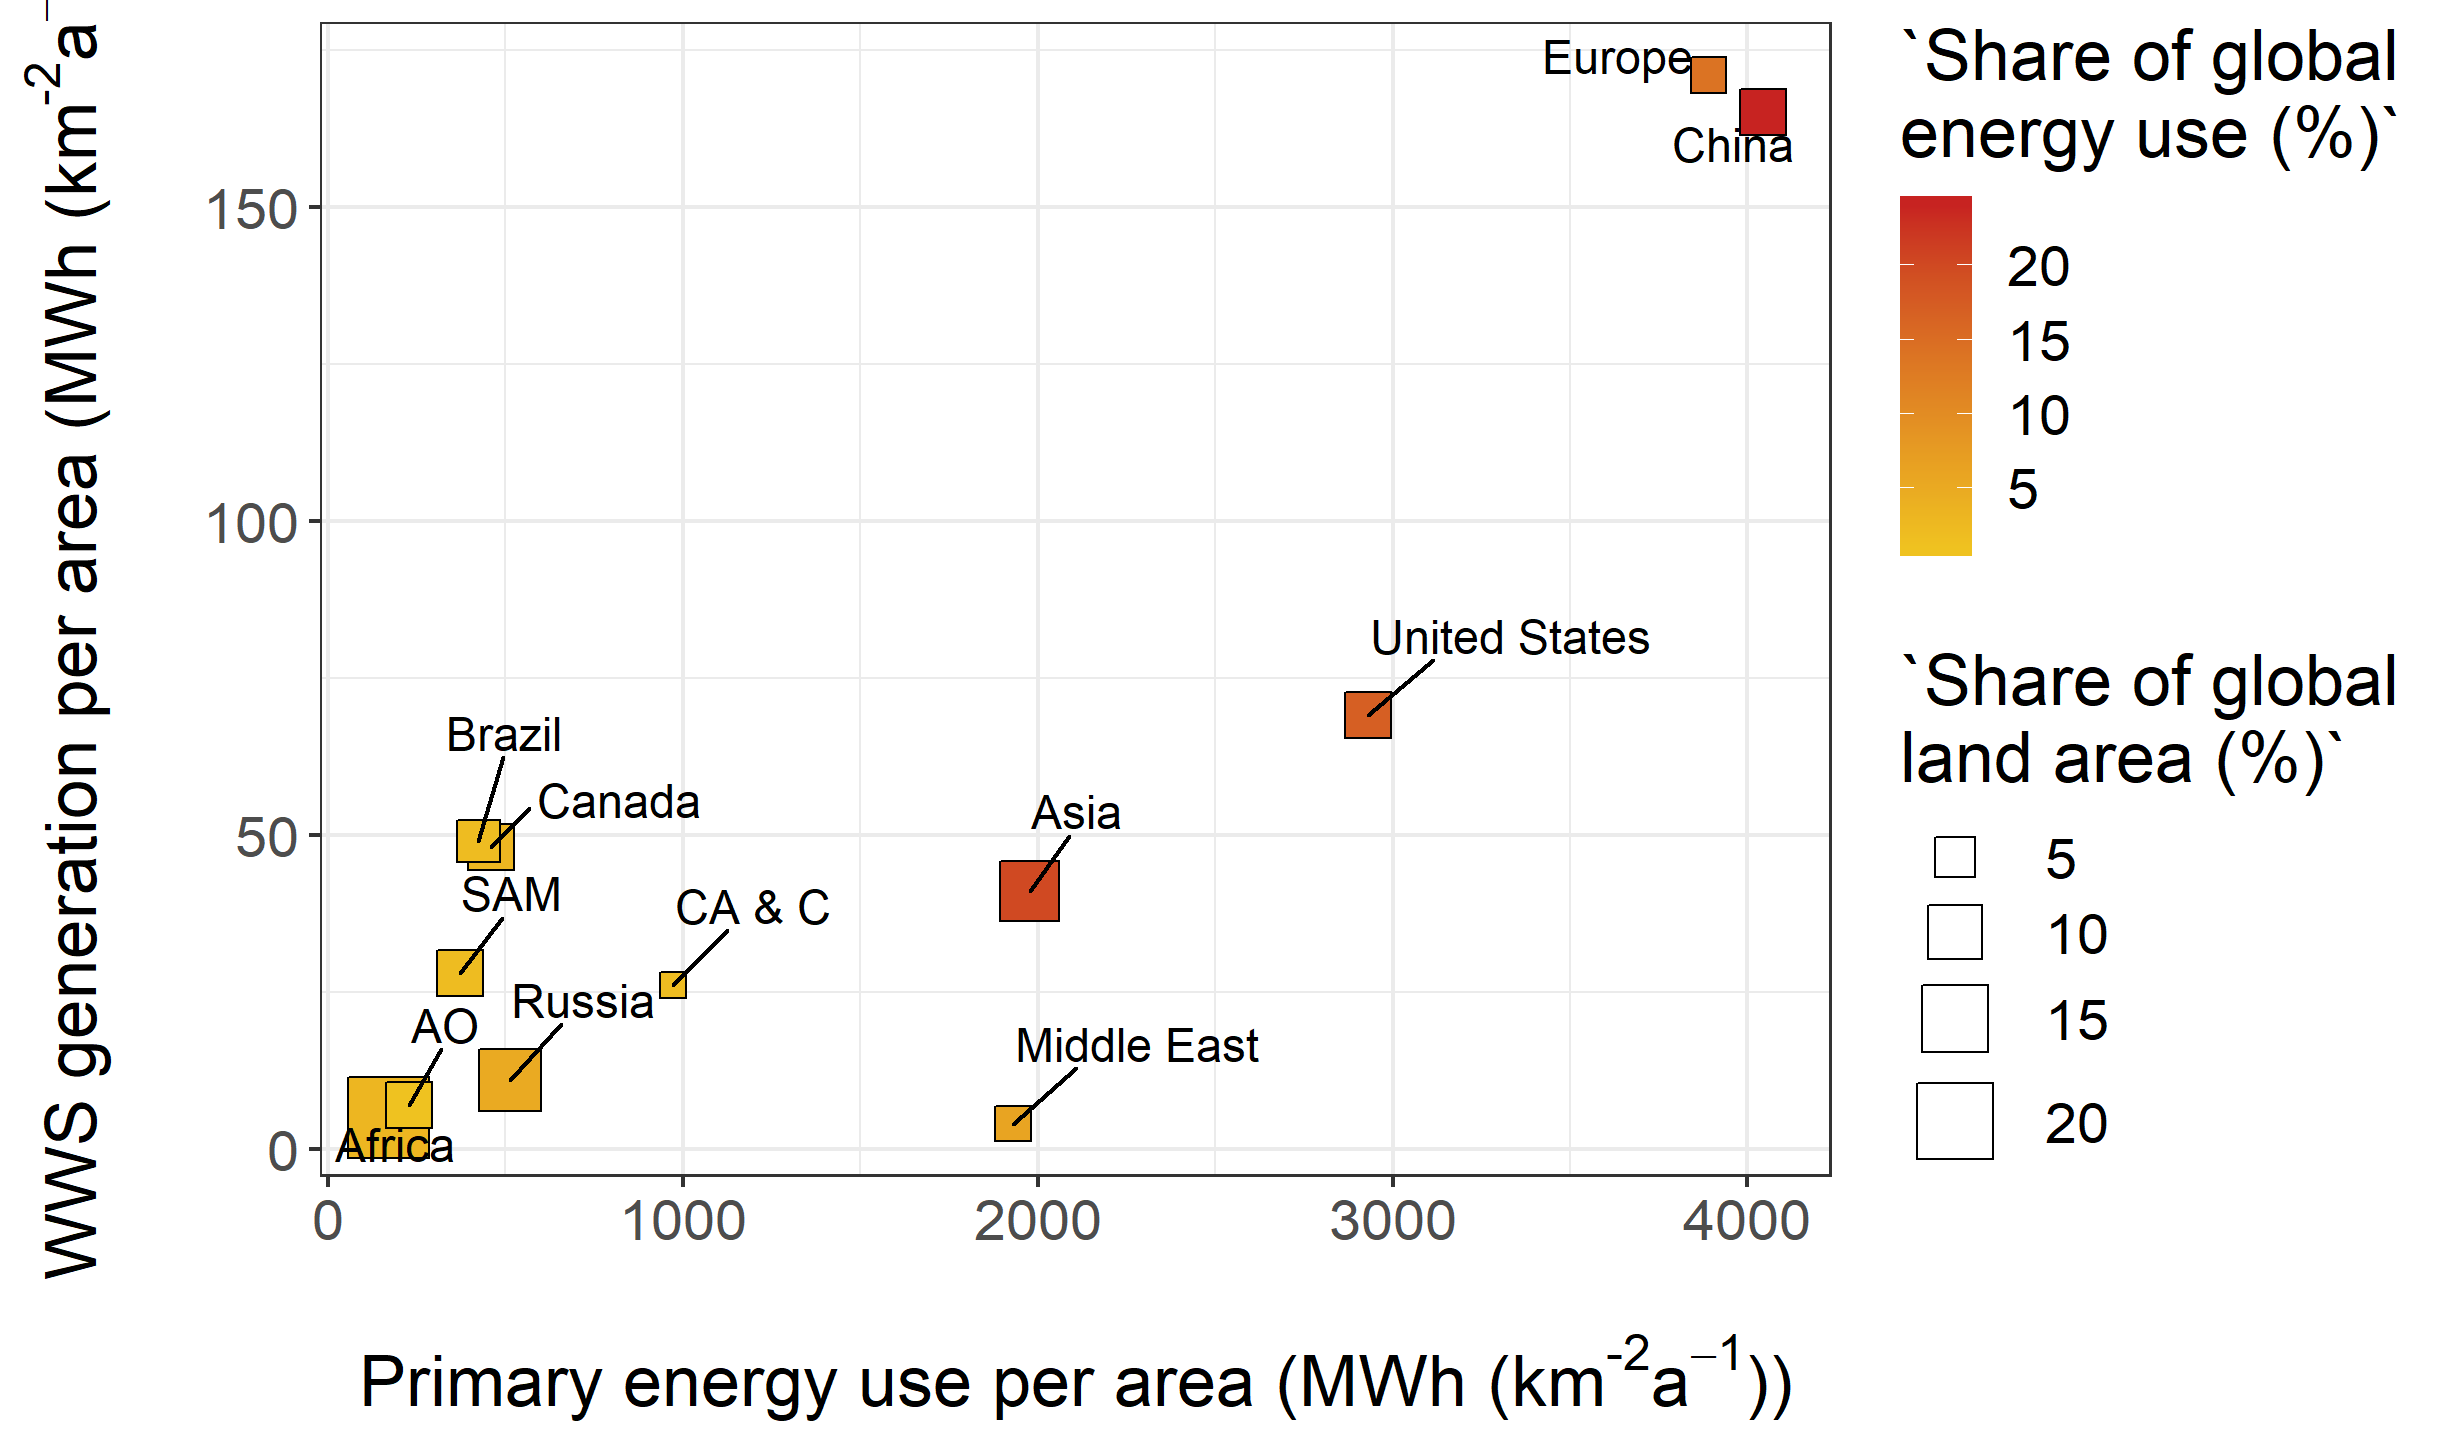 WWS generation per area (MWh (km⁻²a⁻
150
100
50
0
Europe
China
United States
Brazil
Canada
Asia
SAM
CA & C
Russia
AO
Middle East
Africa
0 1000 2000 3000 4000
Primary energy use per area (MWh (km⁻²a⁻¹))
`Share of global
energy use (%)`
20
15
10
5
`Share of global
land area (%)`
5
10
15
20